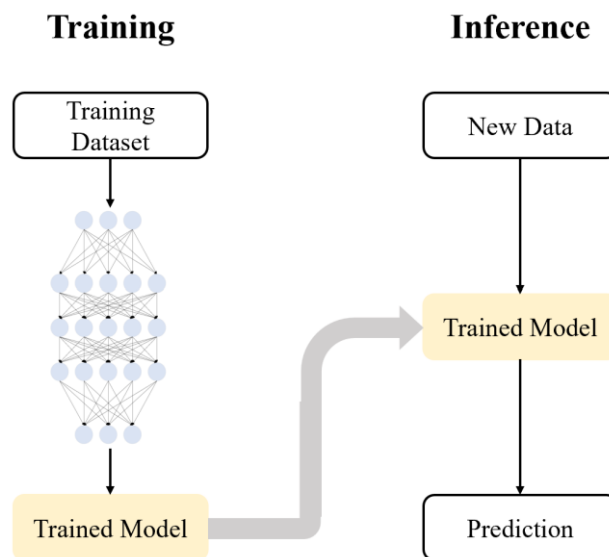 Training
Training
Dataset
Trained Model
Inference
New Data
Trained Model
Prediction